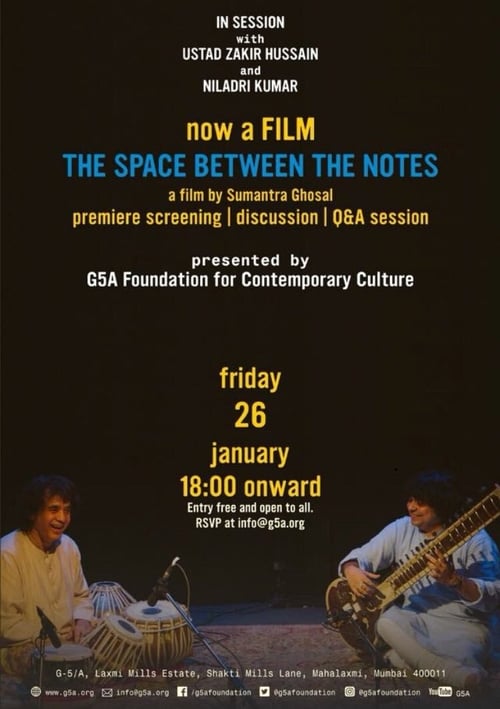 IN SESSION
with
USTAD ZAKIR HUSSAIN
and
NILADRI KUMAR
now a FILM
THE SPACE BETWEEN THE NOTES
a film by Sumantra Ghosal
premiere screening | discussion | Q&A session
presented by
G5A Foundation for Contemporary Culture
friday
26
january
18:00 onward
Entry free and open to all.
RSVP at info@g5a.org
G-5/A, Laxmi Mills Estate, Shakti Mills Lane, Mahalaxmi, Mumbai 400011
www.g5a.org info@g5a.org /g5afoundation @g5afoundation @g5afoundation YouTube G5A